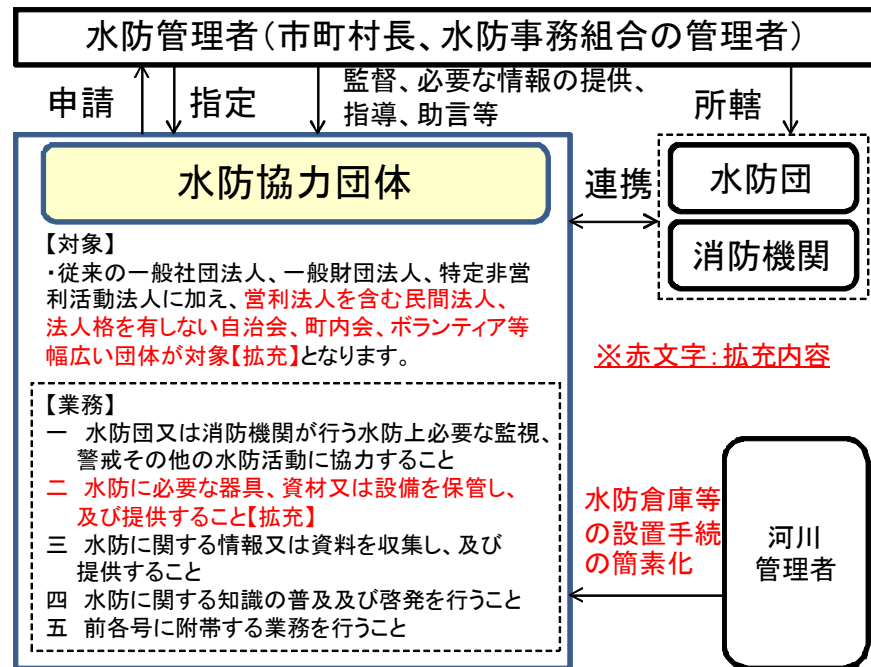 水防管理者（市町村長、水防事務組合の管理者）
申請
指定
監督、必要な情報の提供、
指導、助言等
所轄
水防協力団体
連携
水防団
消防機関
【対象】
・従来の一般社団法人、一般財団法人、特定非営
利活動法人に加え、営利法人を含む民間法人、
法人格を有しない自治会、町内会、ボランティア等
幅広い団体が対象【拡充】となります。
※赤文字：拡充内容
【業務】
一 水防団又は消防機関が行う水防上必要な監視、
警戒その他の水防活動に協力すること
二 水防に必要な器具、資材又は設備を保管し、
及び提供すること【拡充】
三 水防に関する情報又は資料を収集し、及び
提供すること
四 水防に関する知識の普及及び啓発を行うこと
五 前各号に附帯する業務を行うこと
水防倉庫等
の設置手続
の簡素化
河川
管理者